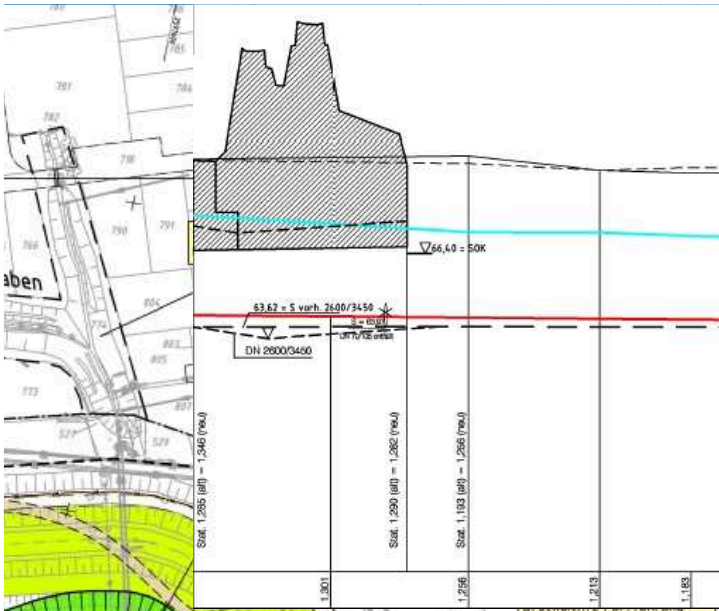 781
782
785
784
718
766
790
791
aben
804
774
803
805
807
773
527
529
66,40 = SOK
63,62 = S vorh. 2600/3450
DN 2600/3450
Stat. 1,285 (alt) = 1,346 (neu)
Stat. 1,290 (alt) = 1,282 (neu)
Stat. 1,193 (alt) = 1,256 (neu)
1,301
1,256
1,213
1,183